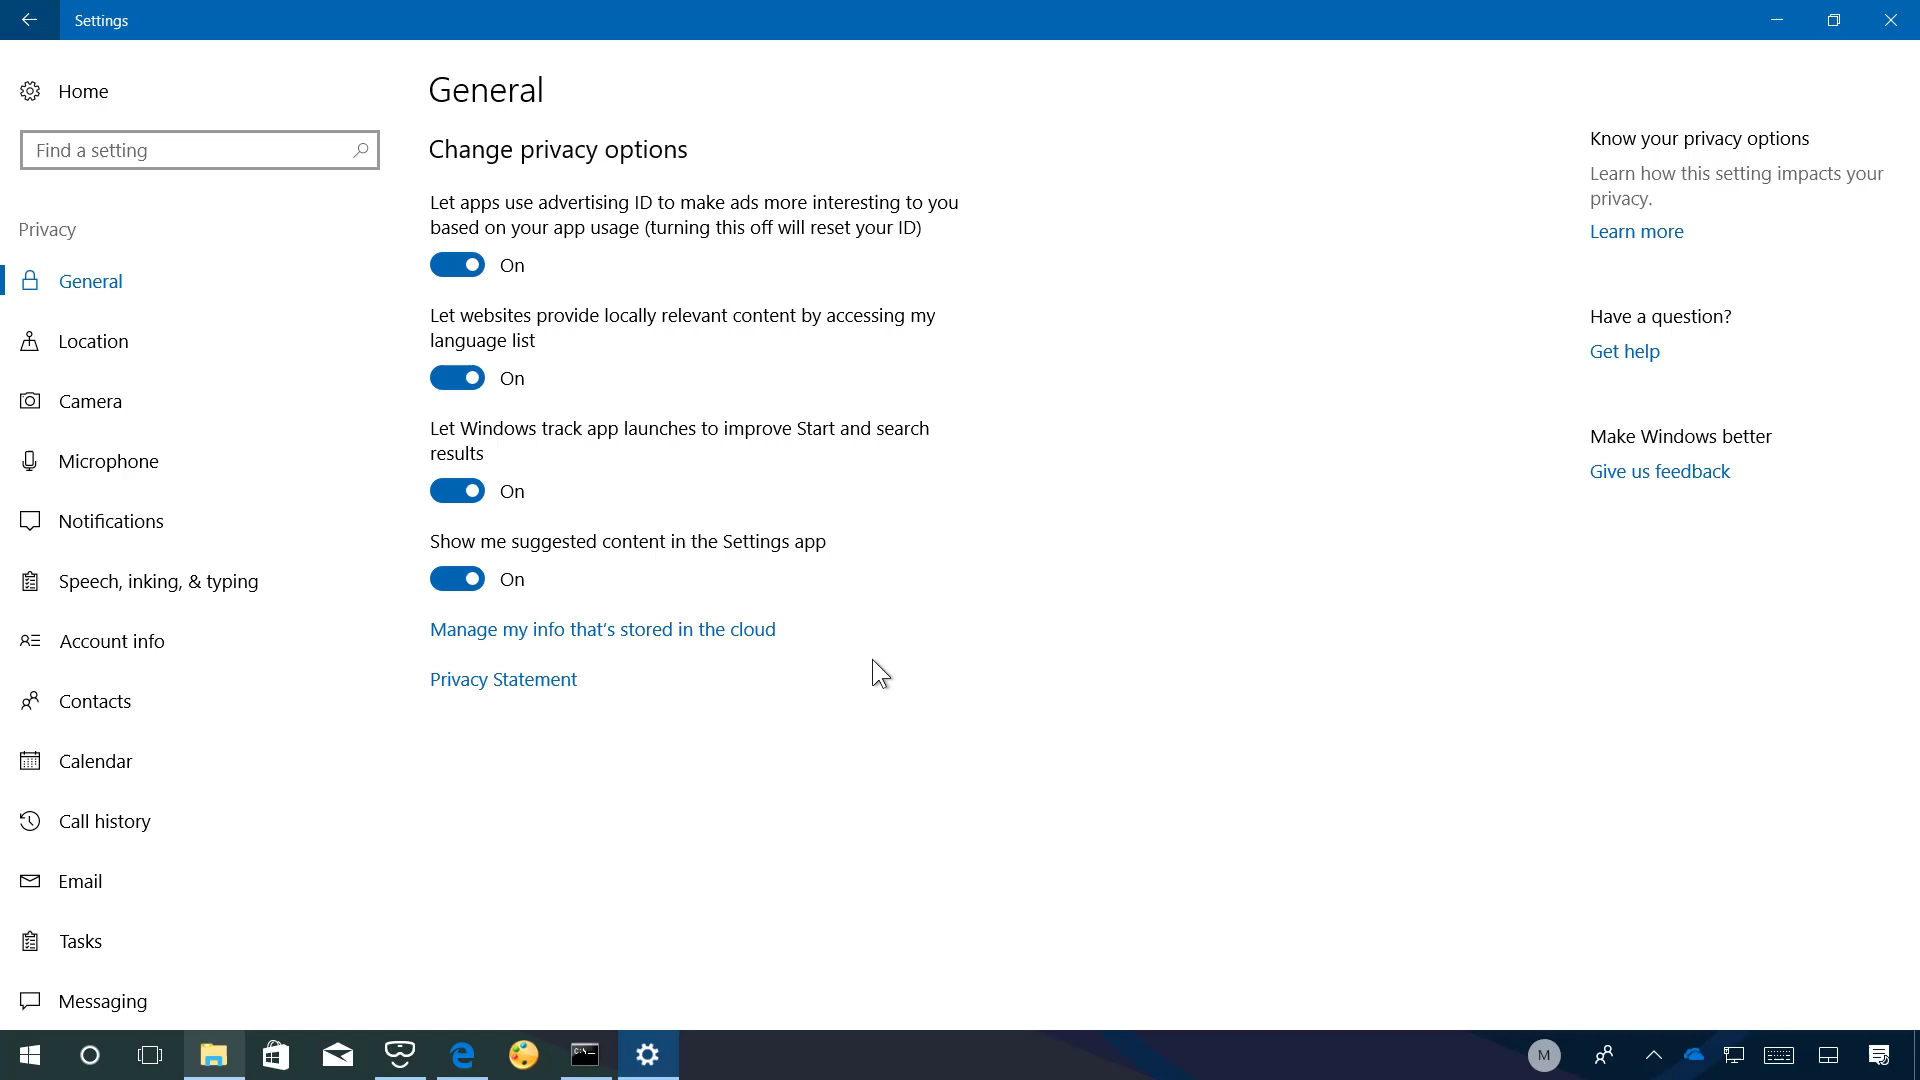 Settings
Home
Find a setting
Privacy
General
Location
Camera
Microphone
Notifications
Speech, inking, & typing
Account info
Contacts
Calendar
Call history
Email
Tasks
Messaging
General
Change privacy options
Let apps use advertising ID to make ads more interesting to you
based on your app usage (turning this off will reset your ID)
On
Let websites provide locally relevant content by accessing my
language list
On
Let Windows track app launches to improve Start and search
results
On
Show me suggested content in the Settings app
On
Manage my info that's stored in the cloud
Privacy Statement
Know your privacy options
Learn how this setting impacts your
privacy.
Learn more
Have a question?
Get help
Make Windows better
Give us feedback
M